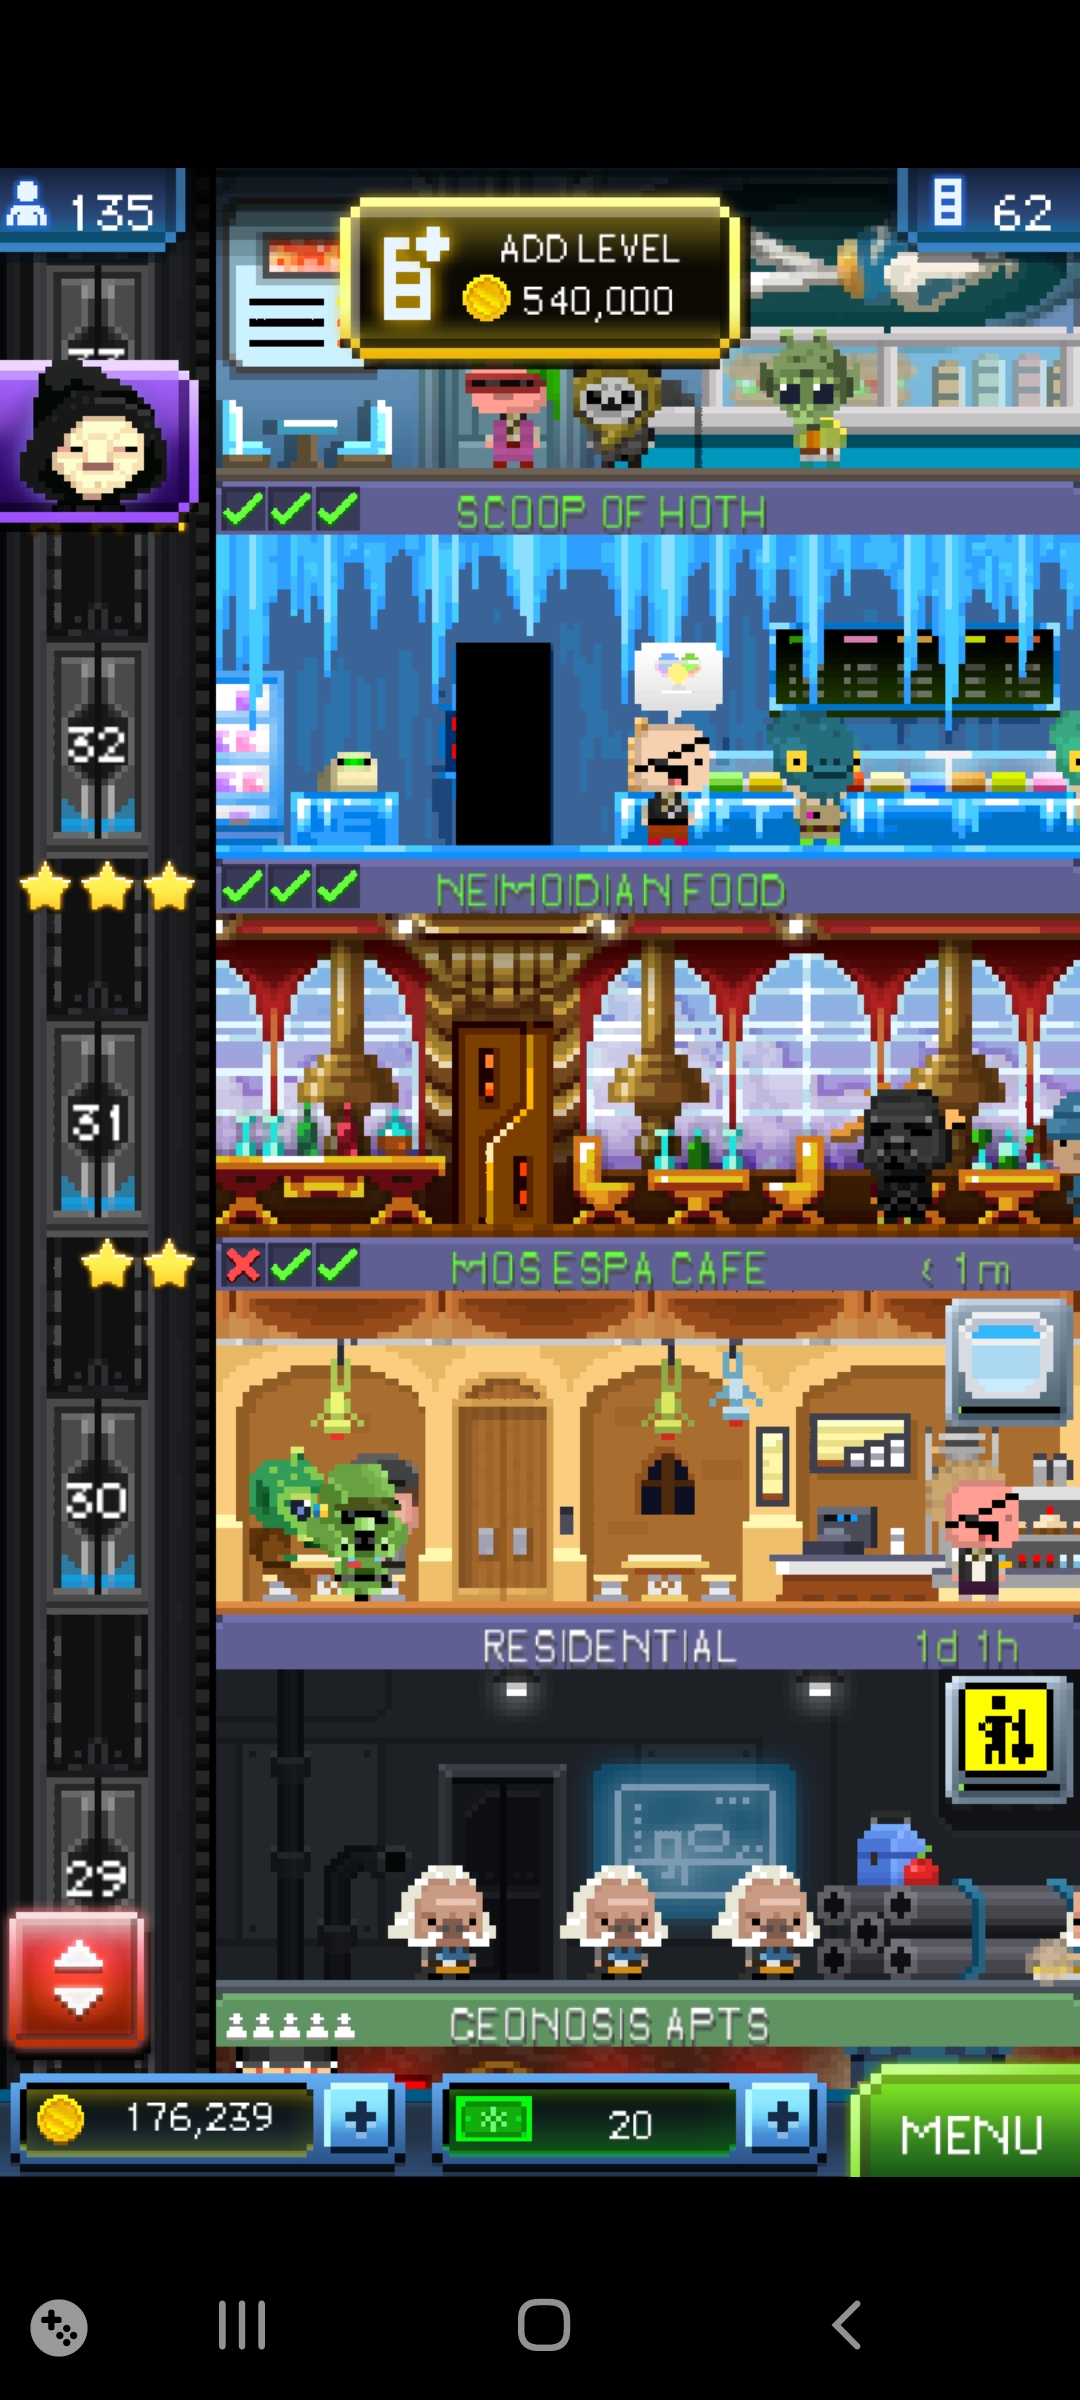 135
62
ADD LEVEL
540,000
SCOOP OF HOTH
32
NEIMOIDIAN FOOD
31
MOS ESPA CAFE
< 1m
30
RESIDENTIAL
1d 1h
29
GEONOSIS APTS
176,239
20
MENU